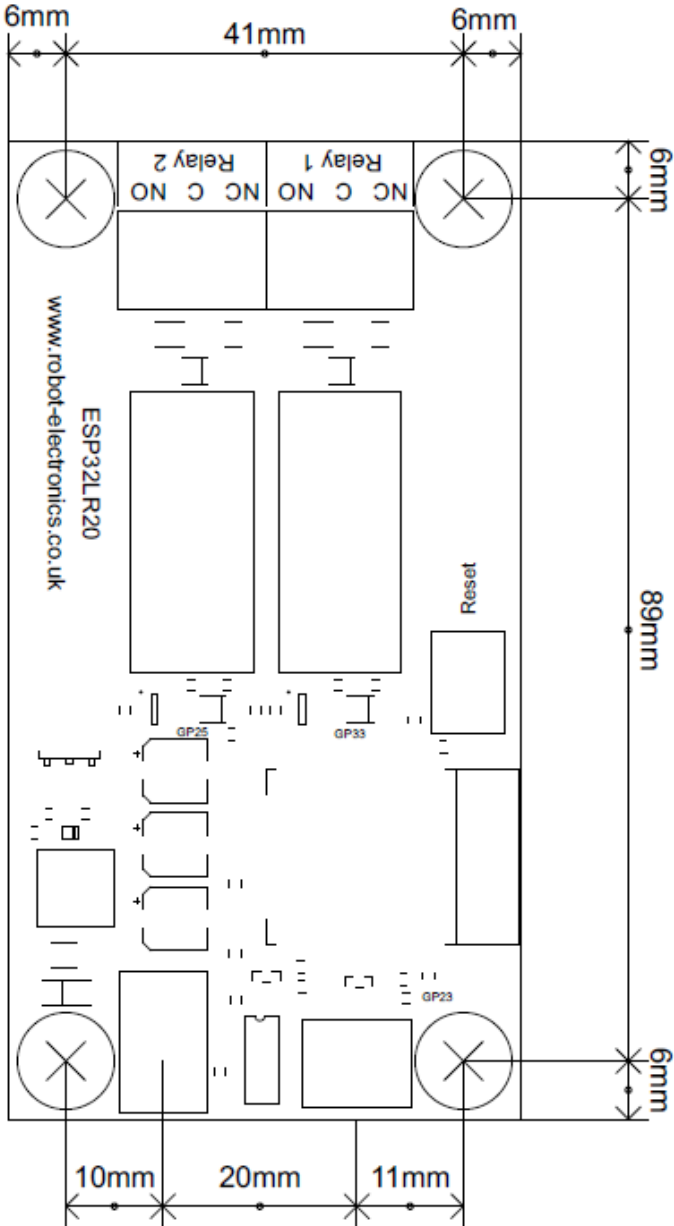 6mm
41mm
6mm
6mm
Relay 2
Relay 1
NO C NC
NO C NC
www.robot-electronics.co.uk
ESP32LR20
Reset
89mm
GP25
GP33
GP23
6mm
10mm
20mm
11mm